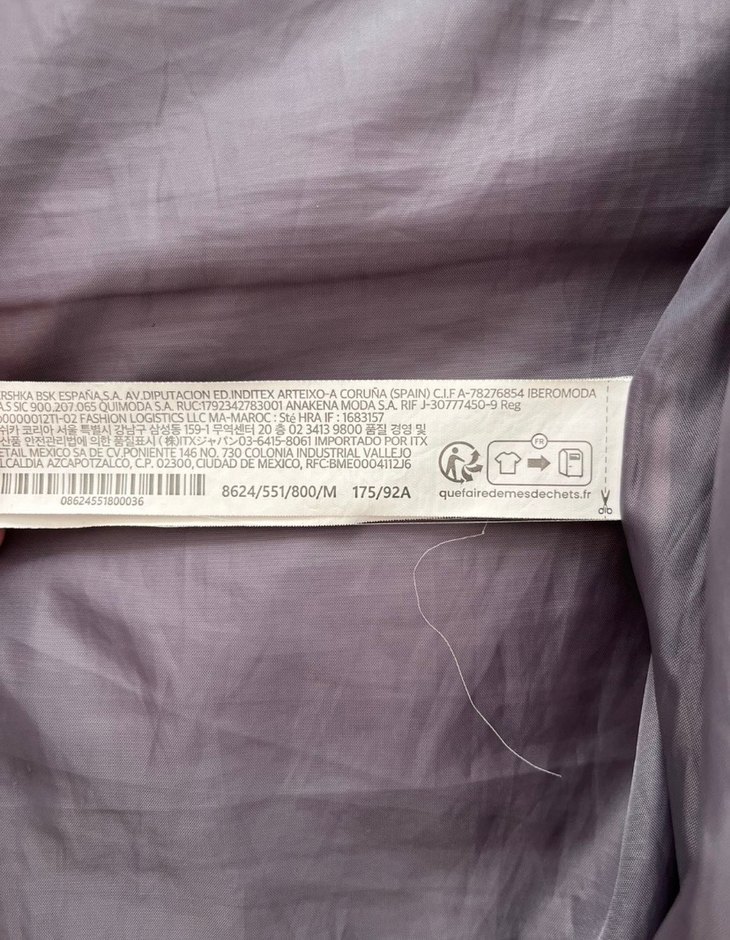 ERSHKA BSK ESPAÑA,S.A. AV.DIPUTACION ED.INDITEX ARTEIXO-A CORUÑA (SPAIN) C.I.F A-78276854 IBEROMODA
A.S SIC 900,207.065 QUIMODA S.A. RUC:1792342783001 ANAKENA MODA S.A. RIF J-30777450-9 Reg
00000012TI-02 FASHION LOGISTICS LLC MA-MAROC : Sté HRA IF : 1683157
쉬카 코리아 서울 특별시 강남구 삼성동 159-1 무역센터 20 층 02 3413 9800 품질 경영 및
산품 안전관리법에 의한 품질표시 (株)ITXジャパン03-6415-8061 IMPORTADO POR ITX
ETAIL MEXICO SA DE CV.PONIENTE 146 NO. 730 COLONIA INDUSTRIAL VALLEJO
LCALDIA AZCAPOTZALCO, C.P. 02300, CIUDAD DE MEXICO, RFC:BME0004112J6
FR
08624551800036
8624/551/800/M 175/92A
quefairedemesdechets.fr